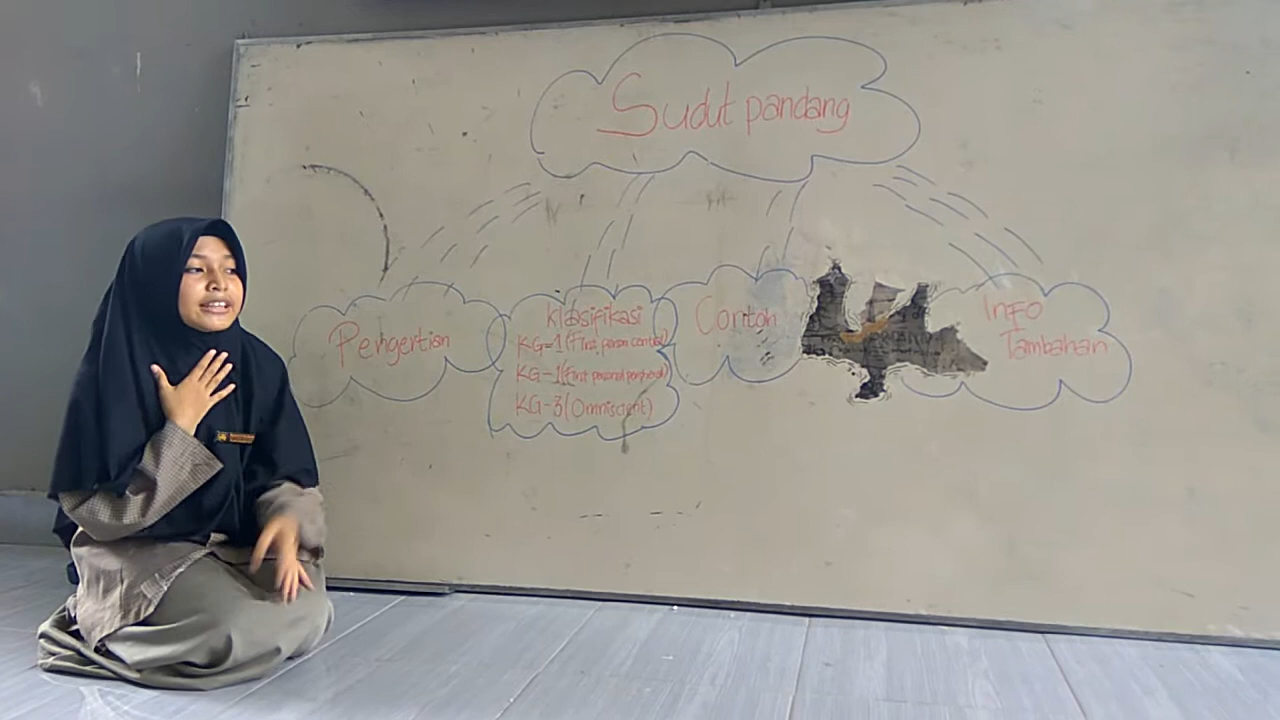 Sudut pandang
Pengertian
Klasifikasi
KG-1 (First person central)
KG-1 (First personal peripheral)
KG-3 (Omniscient)
Contoh
Info
Tambahan